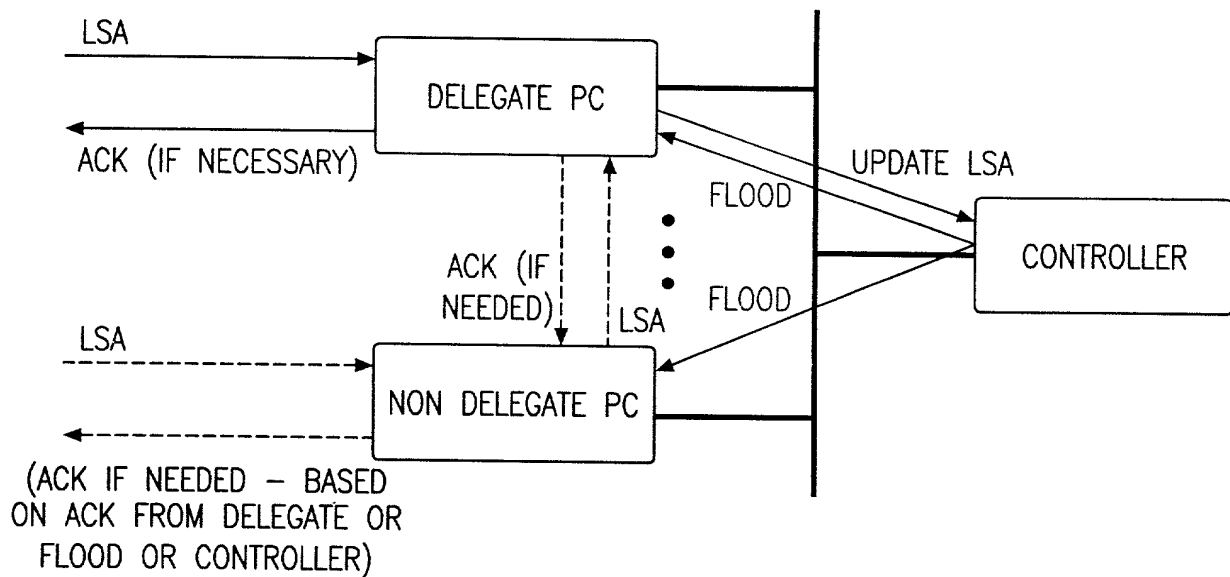 LSA
DELEGATE PC
ACK (IF NECESSARY)
UPDATE LSA
FLOOD
CONTROLLER
ACK (IF
NEEDED)
FLOOD
LSA
LSA
NON DELEGATE PC
(ACK IF NEEDED – BASED
ON ACK FROM DELEGATE OR
FLOOD OR CONTROLLER)